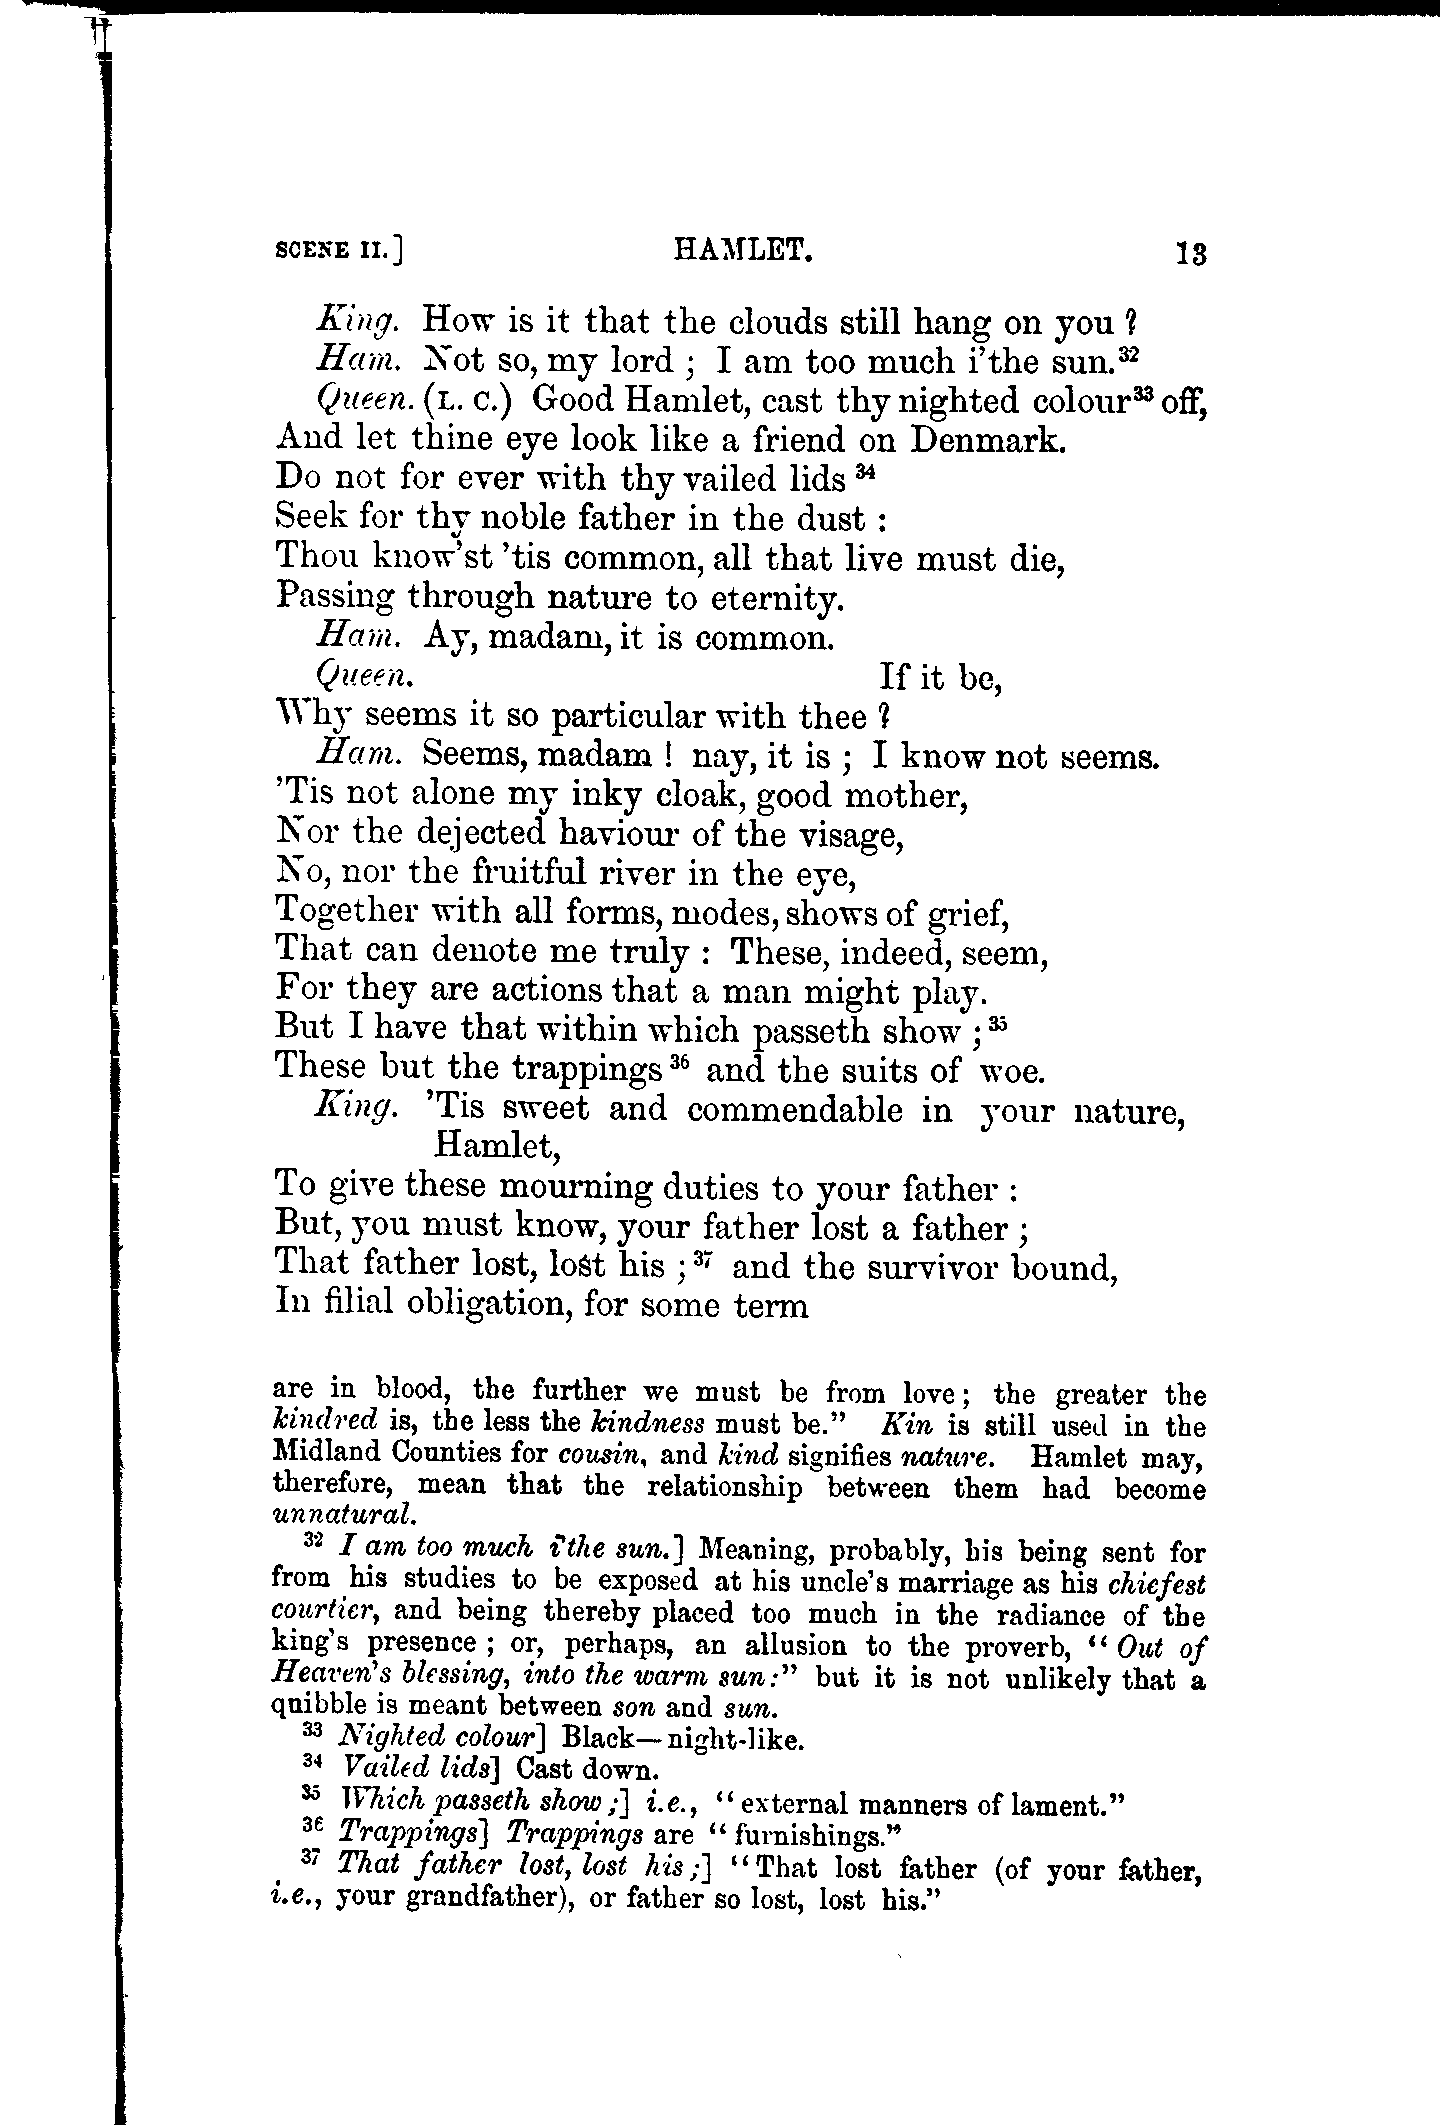 SCENE II.] HAMLET. 13
King. How is it that the clouds still hang on you ?
Ham. Not so, my lord ; I am too much i'the sun.³²
Queen. (L. C.) Good Hamlet, cast thy nighted colour³³ off,
And let thine eye look like a friend on Denmark.
Do not for ever with thy vailed lids ³⁴
Seek for thy noble father in the dust :
Thou know'st 'tis common, all that live must die,
Passing through nature to eternity.
Ham. Ay, madam, it is common.
Queen. If it be,
Why seems it so particular with thee ?
Ham. Seems, madam ! nay, it is ; I know not seems.
'Tis not alone my inky cloak, good mother,
Nor the dejected haviour of the visage,
No, nor the fruitful river in the eye,
Together with all forms, modes, shows of grief,
That can denote me truly : These, indeed, seem,
For they are actions that a man might play.
But I have that within which passeth show ;³⁵
These but the trappings ³⁶ and the suits of woe.
King. 'Tis sweet and commendable in your nature,
Hamlet,
To give these mourning duties to your father :
But, you must know, your father lost a father ;
That father lost, lost his ;³⁷ and the survivor bound,
In filial obligation, for some term
are in blood, the further we must be from love; the greater the
kindred is, the less the kindness must be." Kin is still used in the
Midland Counties for cousin, and kind signifies nature. Hamlet may,
therefore, mean that the relationship between them had become
unnatural.
³² I am too much i'the sun.] Meaning, probably, his being sent for
from his studies to be exposed at his uncle's marriage as his chiefest
courtier, and being thereby placed too much in the radiance of the
king's presence ; or, perhaps, an allusion to the proverb, "Out of
Heaven's blessing, into the warm sun:" but it is not unlikely that a
quibble is meant between son and sun.
³³ Nighted colour] Black—night-like.
³⁴ Vailed lids] Cast down.
³⁵ Which passeth show ;] i.e., "external manners of lament."
³⁶ Trappings] Trappings are "furnishings."
³⁷ That father lost, lost his ;] "That lost father (of your father,
i.e., your grandfather), or father so lost, lost his."